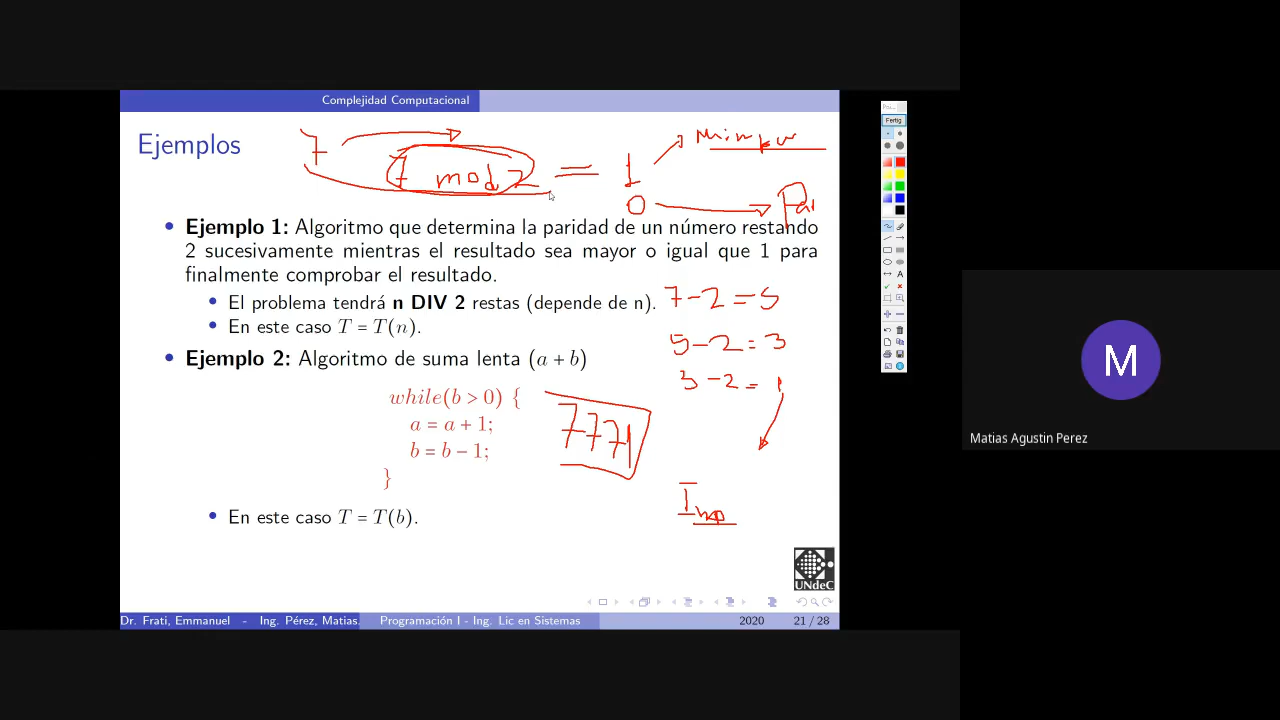 Complejidad Computacional
Ejemplos
7
7 mod 2 = 1
0
• Ejemplo 1: Algoritmo que determina la paridad de un número restando
2 sucesivamente mientras el resultado sea mayor o igual que 1 para
finalmente comprobar el resultado.
• El problema tendrá n DIV 2 restas (depende de n).
7-2=5
• En este caso T = T(n).
5-2=3
• Ejemplo 2: Algoritmo de suma lenta (a + b)
3-2=1
while(b > 0) {
a = a + 1;
b = b − 1;
}
7771
Imp
• En este caso T = T(b).
UNdeC
Dr. Frati, Emmanuel - Ing. Pérez, Matias.
Programación I - Ing. Lic en Sistemas
2020
21 / 28
Fertig
A
M
Matias Agustin Perez